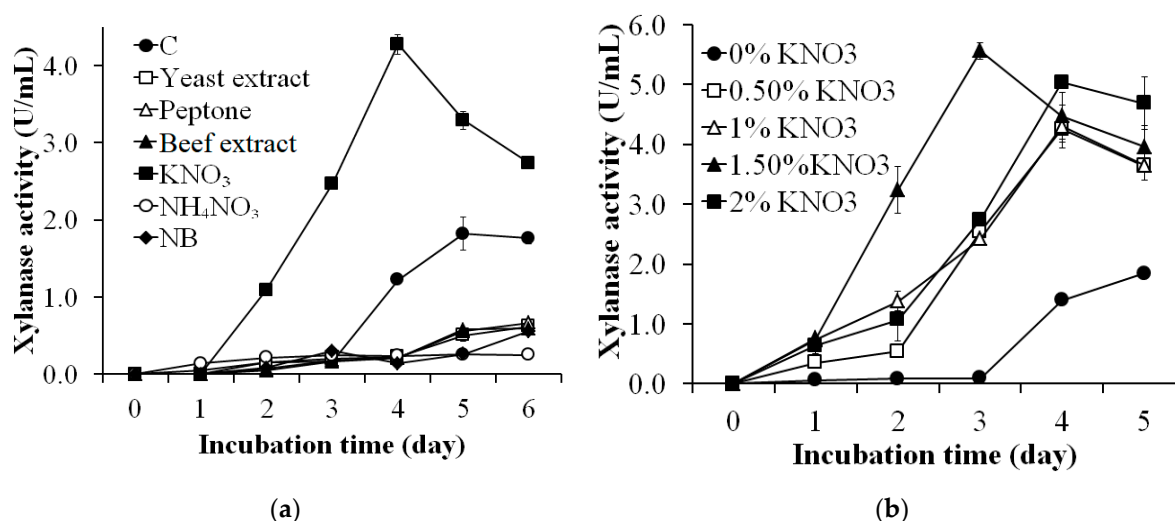 Xylanase activity (U/mL)
4.0
3.0
2.0
1.0
0.0
C
Yeast extract
Peptone
Beef extract
KNO₃
NH₄NO₃
NB
0 1 2 3 4 5 6
Incubation time (day)
(a)
Xylanase activity (U/mL)
6.0
5.0
4.0
3.0
2.0
1.0
0.0
0% KNO3
0.50% KNO3
1% KNO3
1.50%KNO3
2% KNO3
0 1 2 3 4 5
Incubation time (day)
(b)